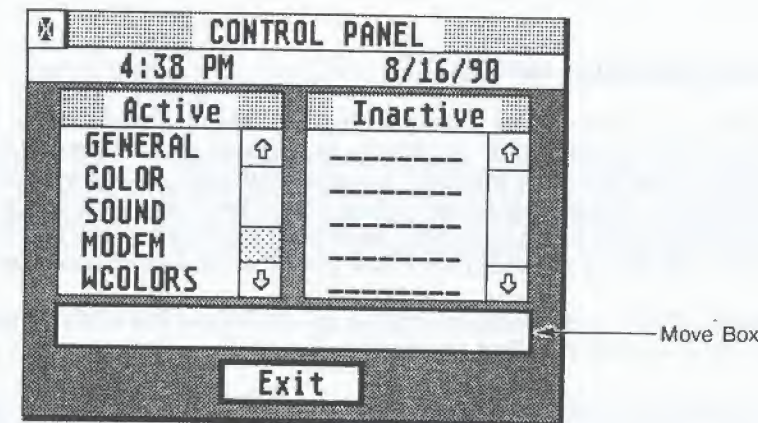 CONTROL PANEL
4:38 PM 8/16/90
Active Inactive
GENERAL --------
COLOR --------
SOUND --------
MODEM --------
WCOLORS --------
Move Box
Exit